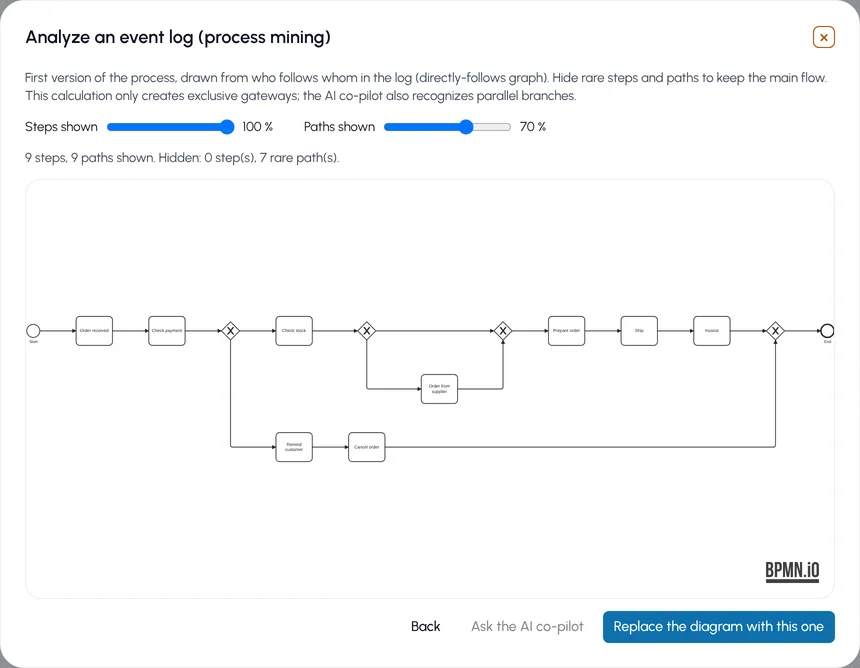 Analyze an event log (process mining)
First version of the process, drawn from who follows whom in the log (directly-follows graph). Hide rare steps and paths to keep the main flow.
This calculation only creates exclusive gateways; the AI co-pilot also recognizes parallel branches.
Steps shown 100 % Paths shown 70 %
9 steps, 9 paths shown. Hidden: 0 step(s), 7 rare path(s).
Order received Check payment Check stock Prepare order Ship Invoice
Start End
Order from
supplier
Remind
customer
Cancel order
BPMN.iO
Back Ask the AI co-pilot Replace the diagram with this one